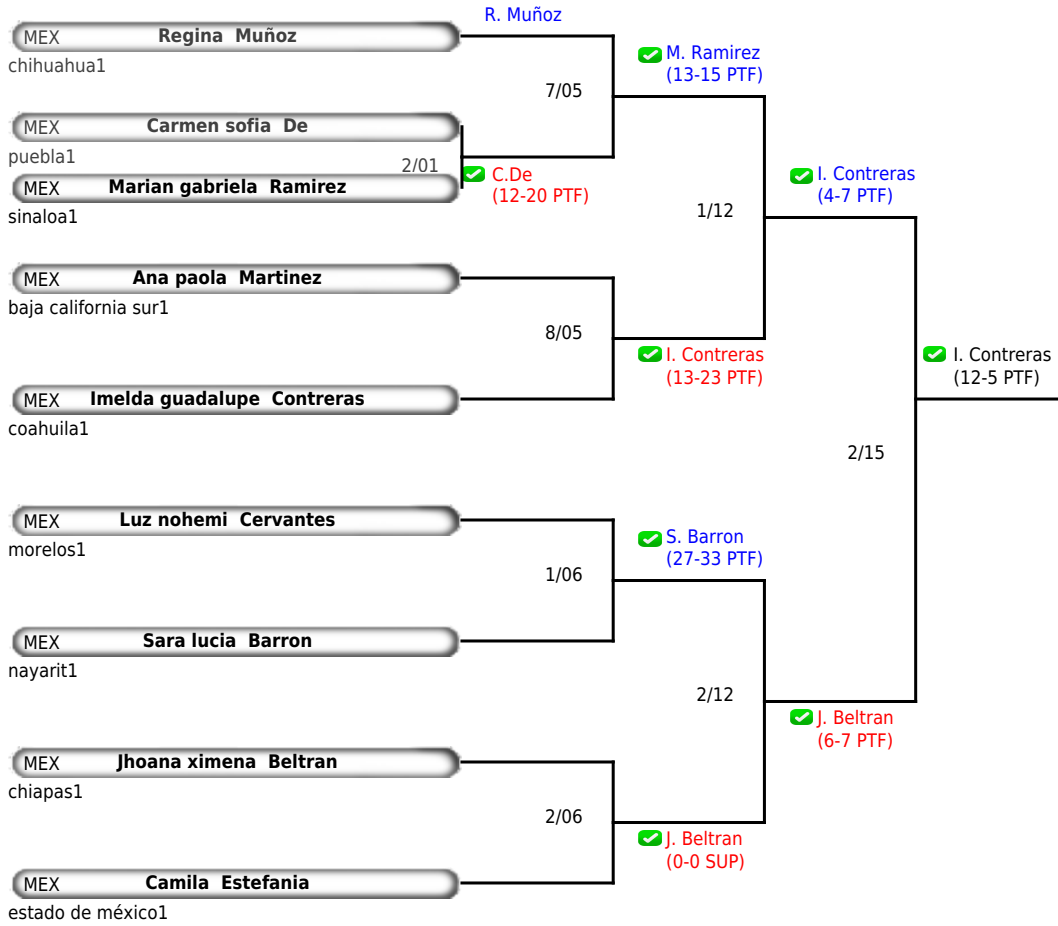 R. Muñoz
MEX Regina Muñoz
chihuahua1
M. Ramirez
(13-15 PTF)
7/05
MEX Carmen sofia De
puebla1
2/01
C.De
(12-20 PTF)
MEX Marian gabriela Ramirez
sinaloa1
I. Contreras
(4-7 PTF)
1/12
MEX Ana paola Martinez
baja california sur1
8/05
I. Contreras
(13-23 PTF)
I. Contreras
(12-5 PTF)
MEX Imelda guadalupe Contreras
coahuila1
2/15
MEX Luz nohemi Cervantes
morelos1
S. Barron
(27-33 PTF)
1/06
MEX Sara lucia Barron
nayarit1
2/12
J. Beltran
(6-7 PTF)
MEX Jhoana ximena Beltran
chiapas1
2/06
J. Beltran
(0-0 SUP)
MEX Camila Estefania
estado de méxico1